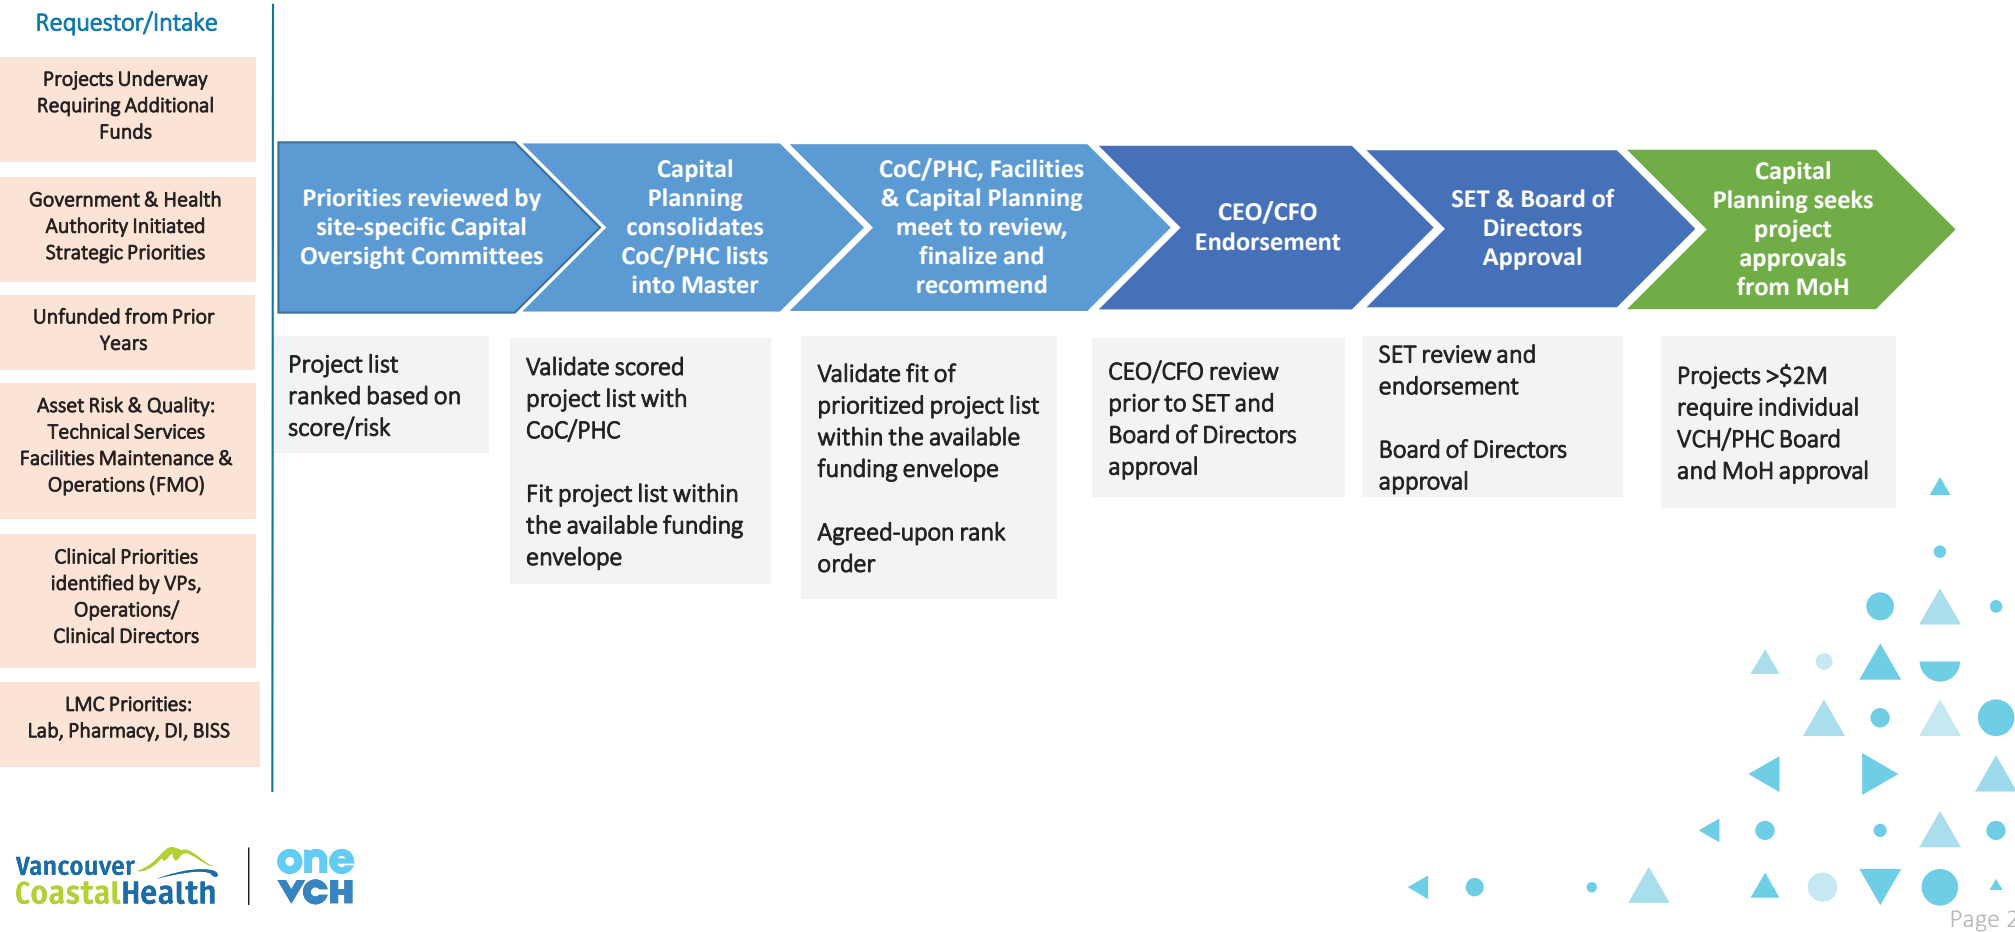 Requestor/Intake
Projects Underway
Requiring Additional
Funds
Government & Health
Authority Initiated
Strategic Priorities
Unfunded from Prior
Years
Asset Risk & Quality:
Technical Services
Facilities Maintenance &
Operations (FMO)
Clinical Priorities
identified by VPs,
Operations/
Clinical Directors
LMC Priorities:
Lab, Pharmacy, DI, BISS
Priorities reviewed by
site-specific Capital
Oversight Committees
Project list
ranked based on
score/risk
Capital
Planning
consolidates
CoC/PHC lists
into Master
Validate scored
project list with
CoC/PHC
Fit project list within
the available funding
envelope
CoC/PHC, Facilities
& Capital Planning
meet to review,
finalize and
recommend
Validate fit of
prioritized project list
within the available
funding envelope
Agreed-upon rank
order
CEO/CFO
Endorsement
CEO/CFO review
prior to SET and
Board of Directors
approval
SET & Board of
Directors
Approval
SET review and
endorsement
Board of Directors
approval
Capital
Planning seeks
project
approvals
from MoH
Projects >$2M
require individual
VCH/PHC Board
and MoH approval
Vancouver
CoastalHealth
one
VCH
Page 2